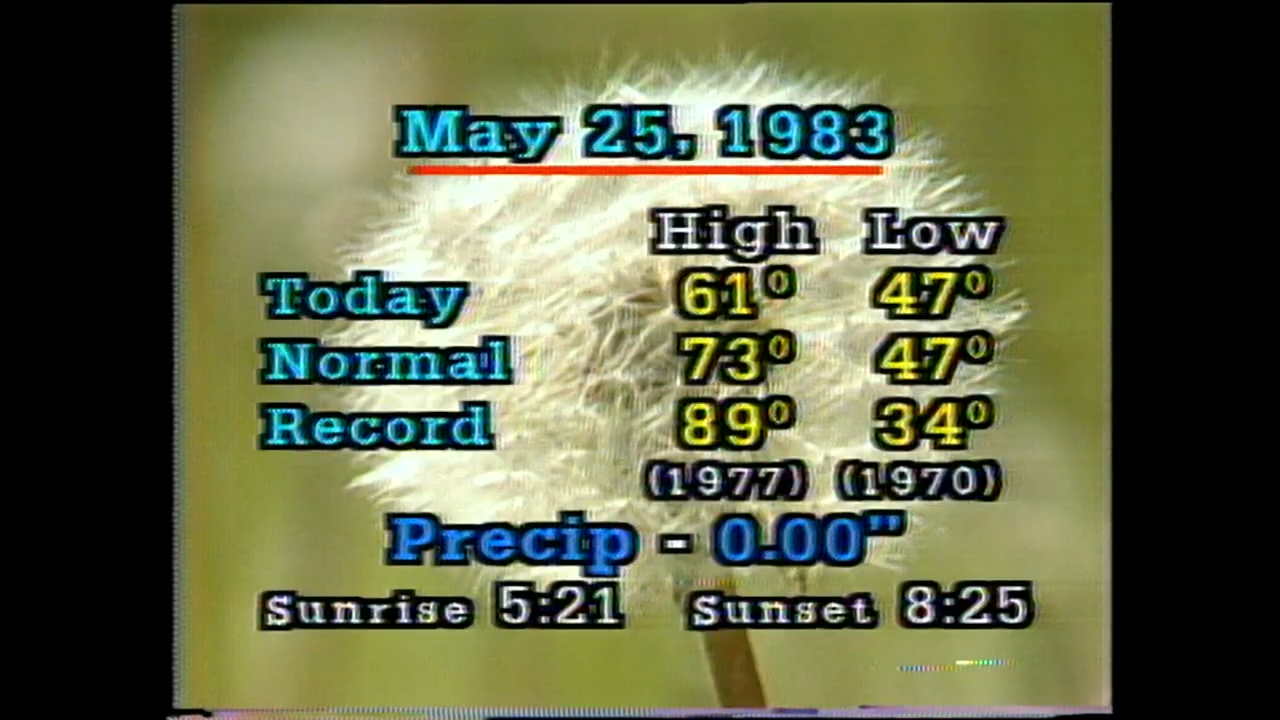 May 25, 1983
High Low
Today 61° 47°
Normal 73° 47°
Record 89° 34°
(1977) (1970)
Precip - 0.00"
Sunrise 5:21 Sunset 8:25